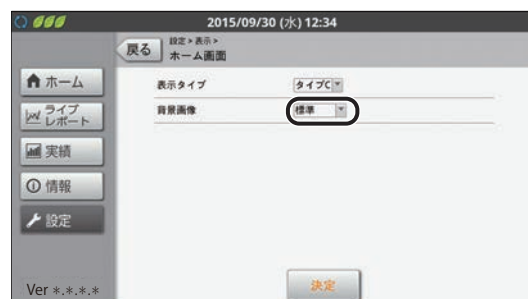 2015/09/30 (水) 12:34
戻る
設定>表示>
ホーム画面
ホーム
ライブ
レポート
実績
情報
設定
Ver *.*.*.*
表示タイプ
タイプC
背景画像
標準
決定